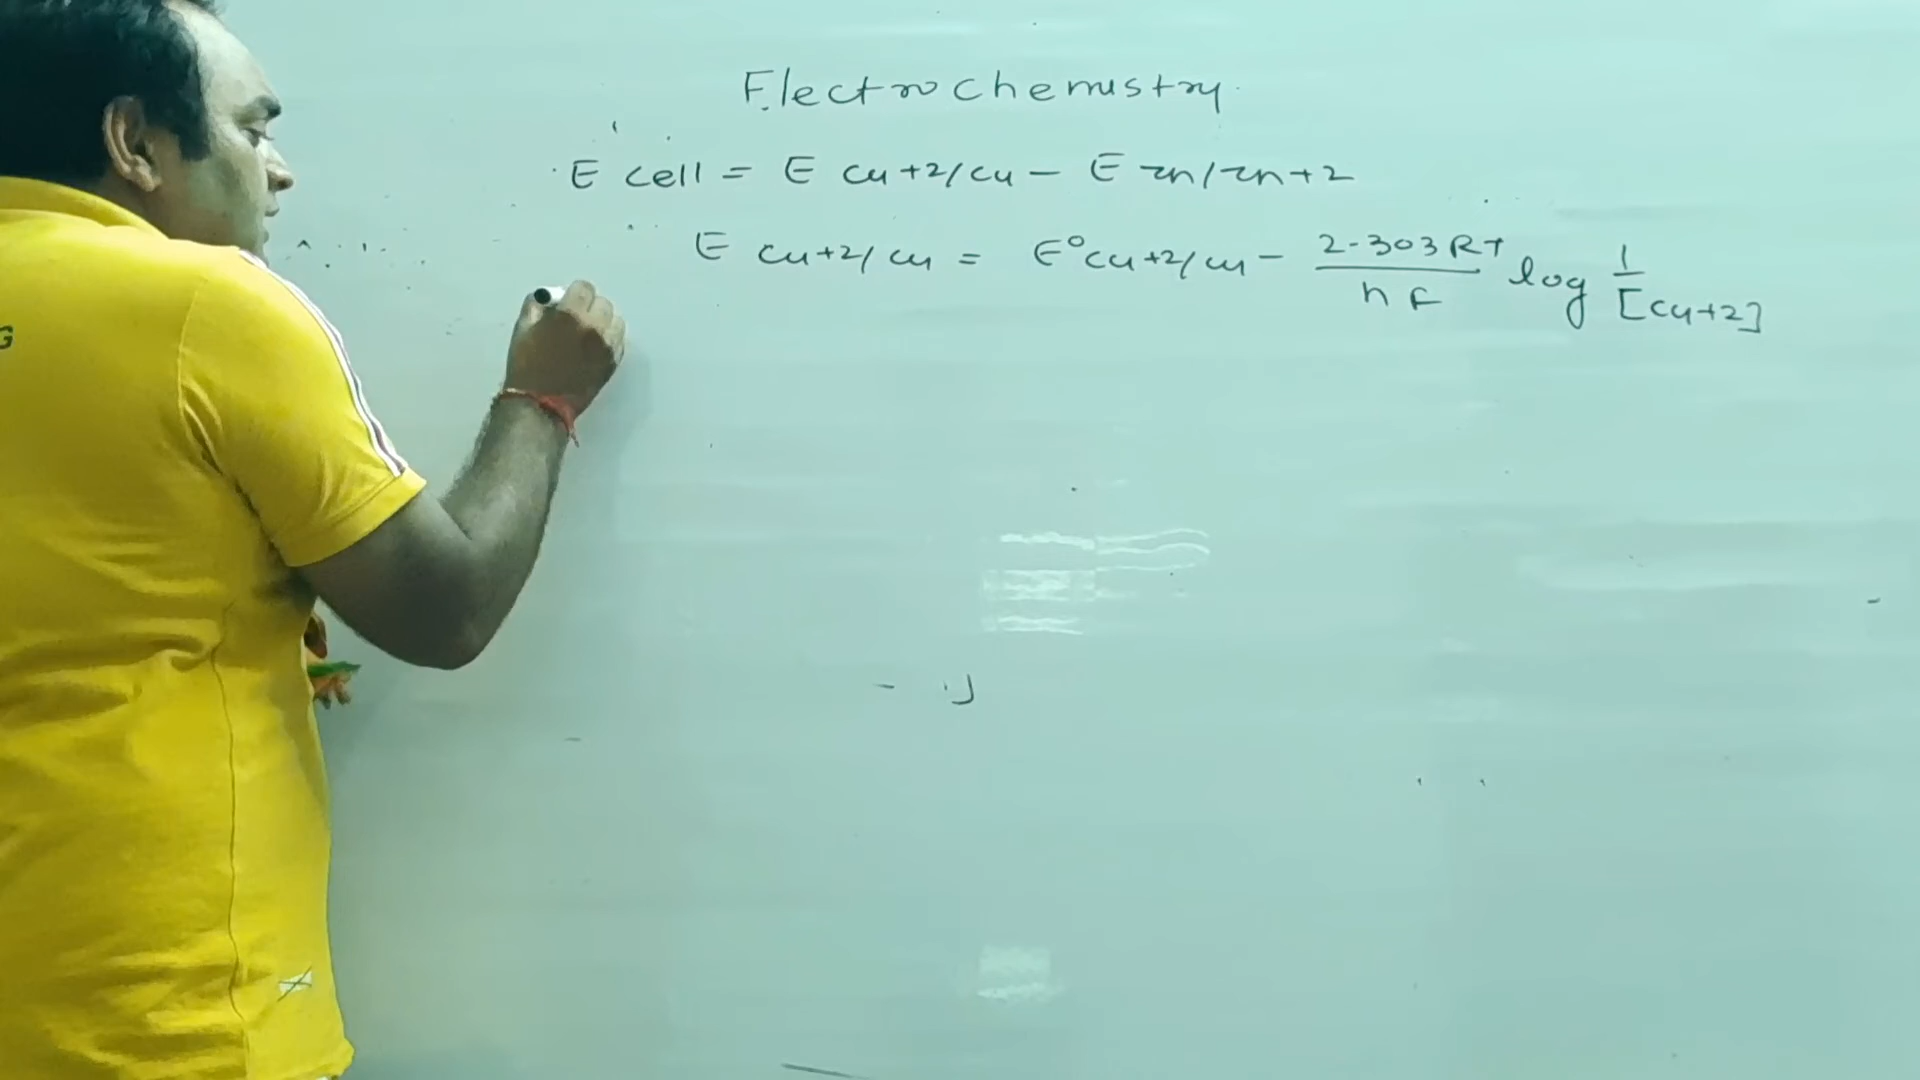 Electrochemistry
E cell = E cu+2/cu - E zn/zn+2
E cu+2/cu = E°cu+2/cu - 2.303RT/nF log 1/[cu+2]
G